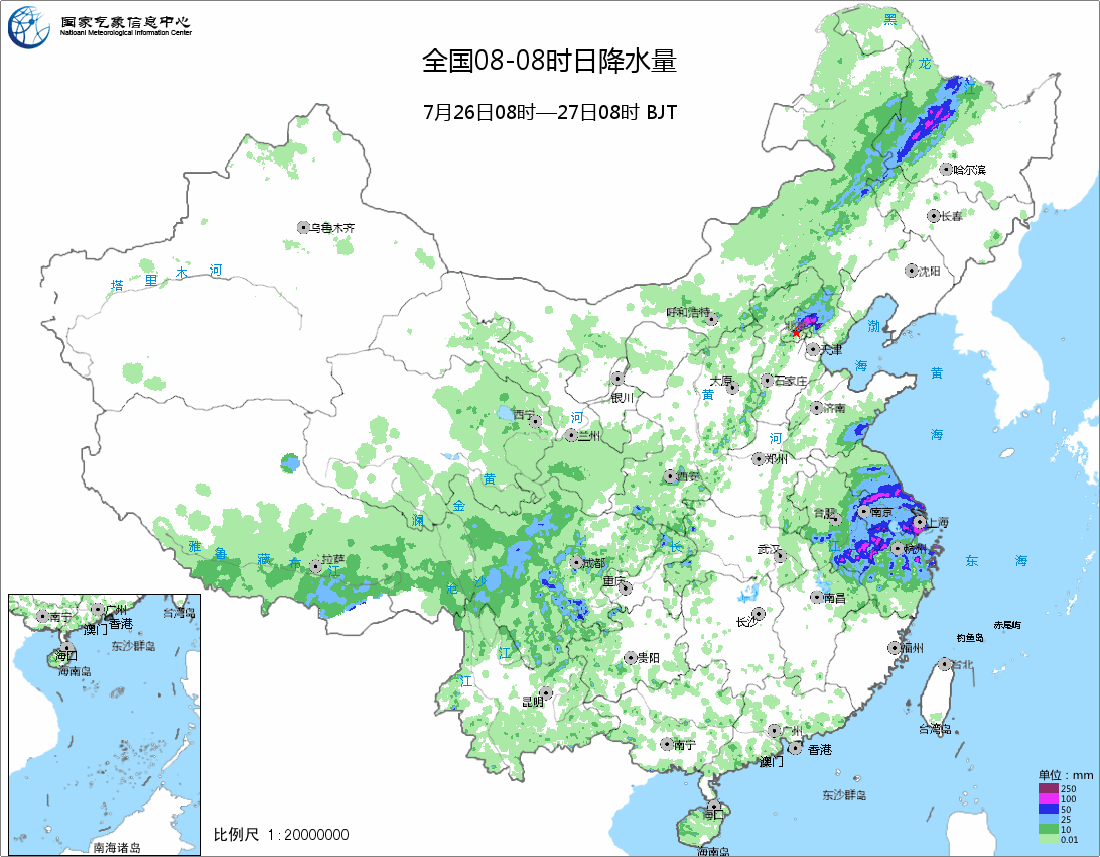 国家气象信息中心
Naitioanl Meteorological Information Center
全国08-08时日降水量
7月26日08时—27日08时 BJT
黑
龙
江
哈尔滨
长春
沈阳
乌鲁木齐
塔 里 木 河
呼和浩特
北京
天津
渤
海
黄
海
银川
太原
石家庄
黄
济南
西宁
兰州
河
河
郑州
西安
黄
金
澜
合肥
南京
上海
雅 鲁 藏 布 江
拉萨
成都
重庆
长
武汉
江
杭州
东 海
沙
南昌
长沙
钓鱼岛
赤尾屿
福州
台北
台湾岛
贵阳
江
江
昆明
南宁
广州
香港
澳门
东沙群岛
海口
海南岛
南宁
广州
香港
澳门
台湾岛
东沙群岛
海口
海南岛
南海诸岛
比例尺 1:20000000
单位:mm
250
100
50
25
10
0.01